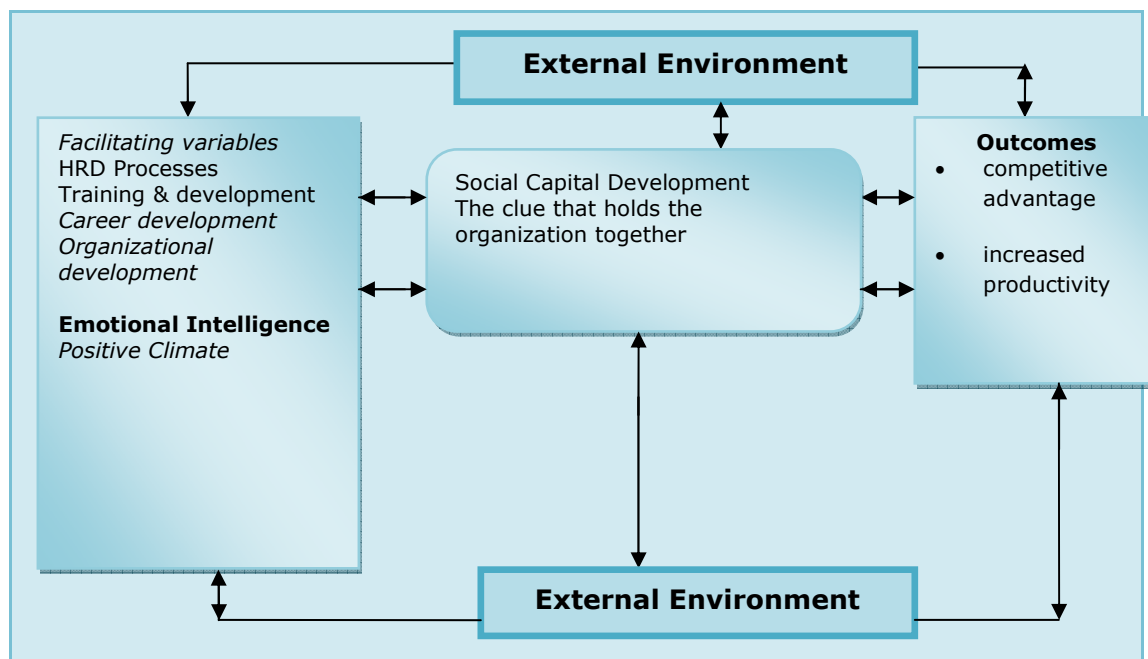 External Environment
Facilitating variables
HRD Processes
Training & development
Career development
Organizational
development
Emotional Intelligence
Positive Climate
Social Capital Development
The clue that holds the
organization together
Outcomes
• competitive
advantage
• increased
productivity
External Environment